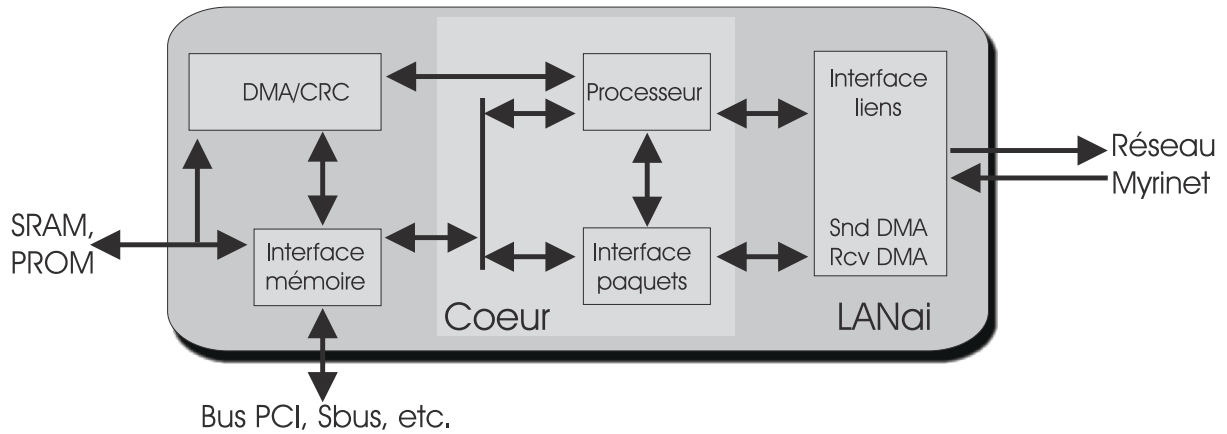 DMA/CRC
Processeur
Interface
liens
Réseau
Myrinet
SRAM,
PROM
Interface
mémoire
Interface
paquets
Snd DMA
Rcv DMA
Coeur
LANai
Bus PCI, Sbus, etc.